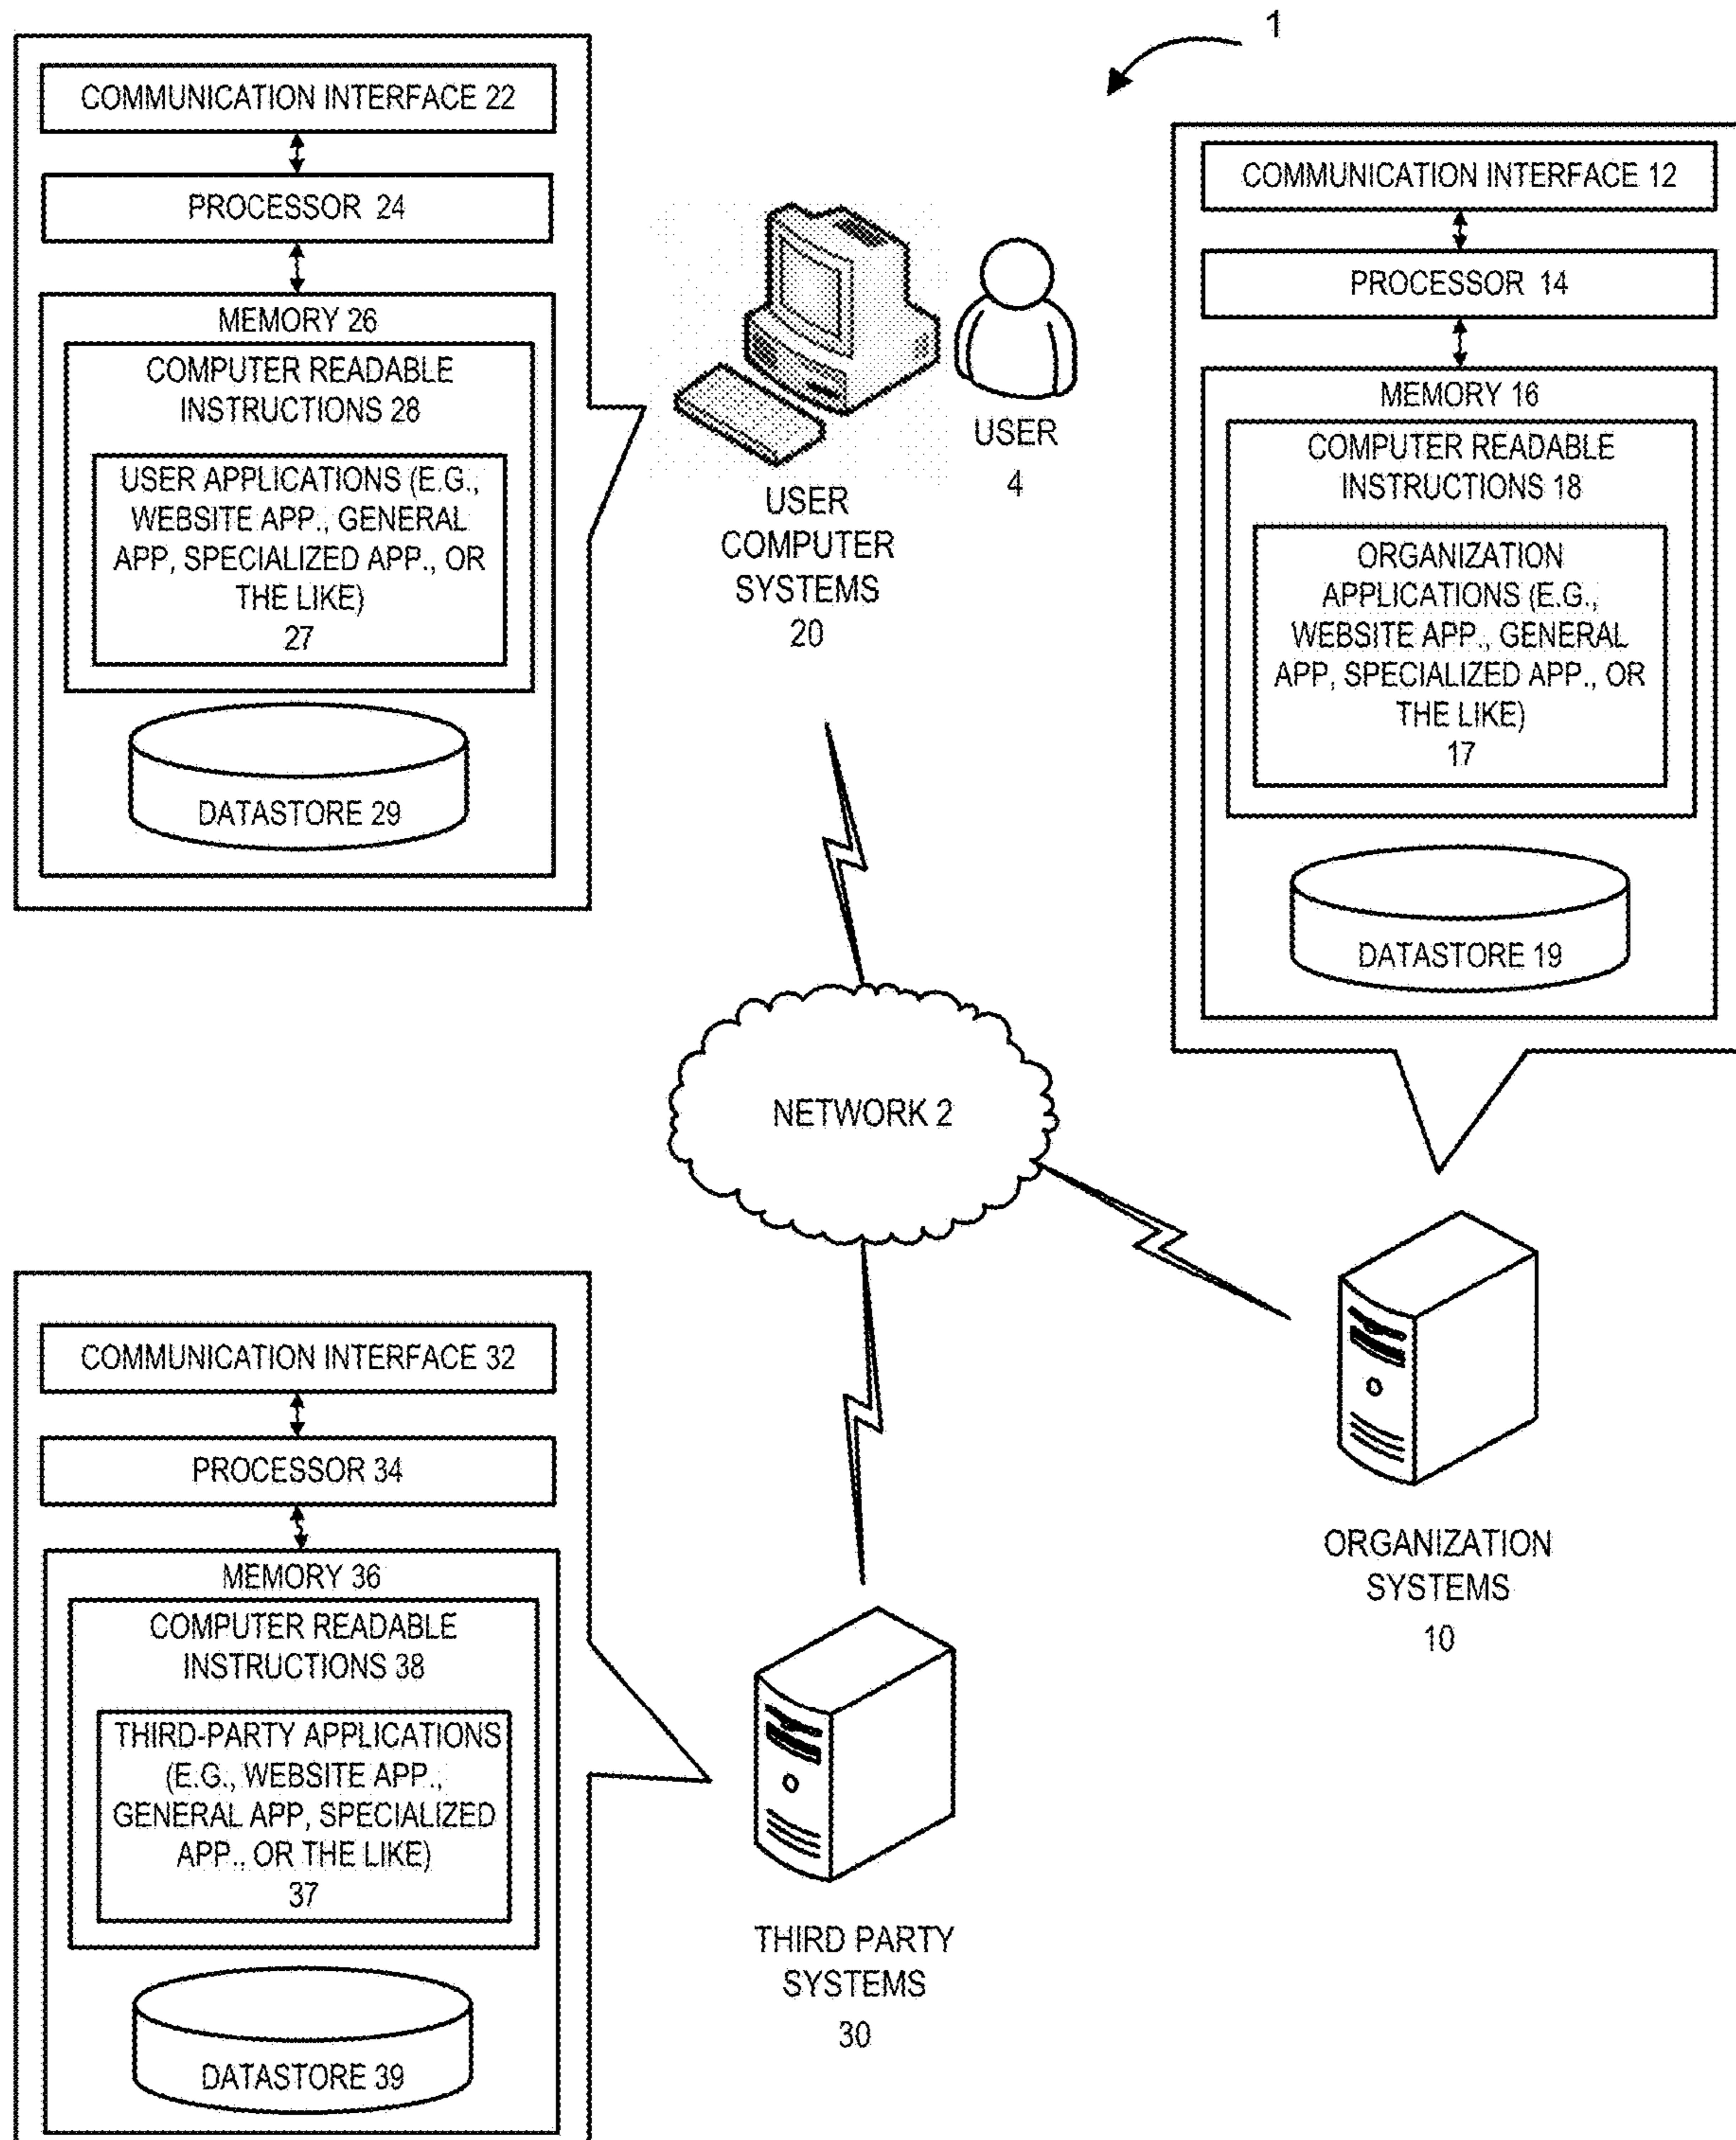 1
COMMUNICATION INTERFACE 22
PROCESSOR 24
MEMORY 26
COMPUTER READABLE
INSTRUCTIONS 28
USER APPLICATIONS (E.G.,
WEBSITE APP., GENERAL
APP, SPECIALIZED APP., OR
THE LIKE)
27
DATASTORE 29
USER
4
USER
COMPUTER
SYSTEMS
20
COMMUNICATION INTERFACE 12
PROCESSOR 14
MEMORY 16
COMPUTER READABLE
INSTRUCTIONS 18
ORGANIZATION
APPLICATIONS (E.G.,
WEBSITE APP., GENERAL
APP, SPECIALIZED APP., OR
THE LIKE)
17
DATASTORE 19
NETWORK 2
ORGANIZATION
SYSTEMS
10
COMMUNICATION INTERFACE 32
PROCESSOR 34
MEMORY 36
COMPUTER READABLE
INSTRUCTIONS 38
THIRD-PARTY APPLICATIONS
(E.G., WEBSITE APP.,
GENERAL APP, SPECIALIZED
APP., OR THE LIKE)
37
DATASTORE 39
THIRD PARTY
SYSTEMS
30